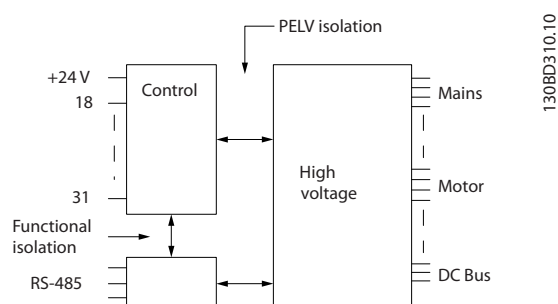 PELV isolation
130BD310.10
+24 V
Control
Mains
18
High
voltage
Motor
31
Functional
isolation
RS-485
DC Bus